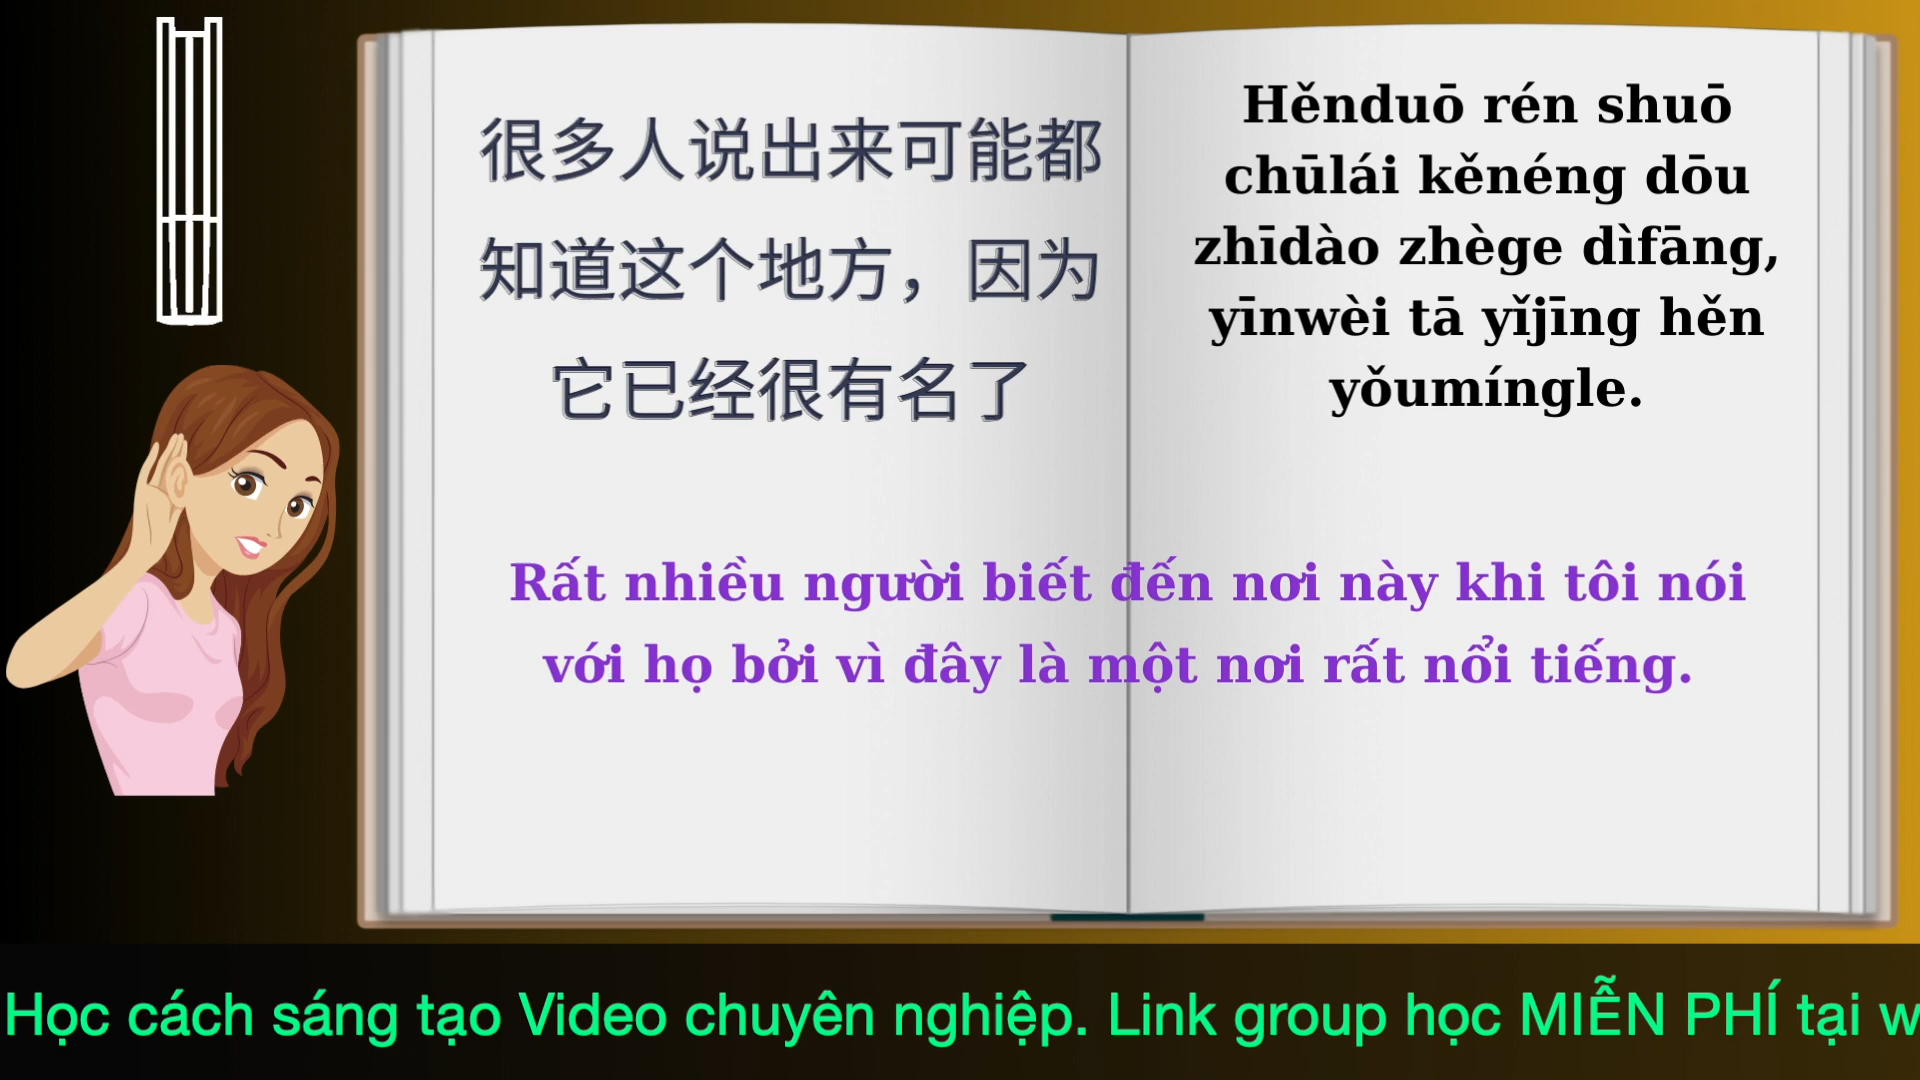 很多人说出来可能都
知道这个地方，因为
它已经很有名了
Hěnduō rén shuō
chūlái kěnéng dōu
zhīdào zhège dìfāng,
yīnwèi tā yǐjīng hěn
yǒumíngle.
Rất nhiều người biết đến nơi này khi tôi nói
với họ bởi vì đây là một nơi rất nổi tiếng.
Học cách sáng tạo Video chuyên nghiệp. Link group học MIỄN PHÍ tại w